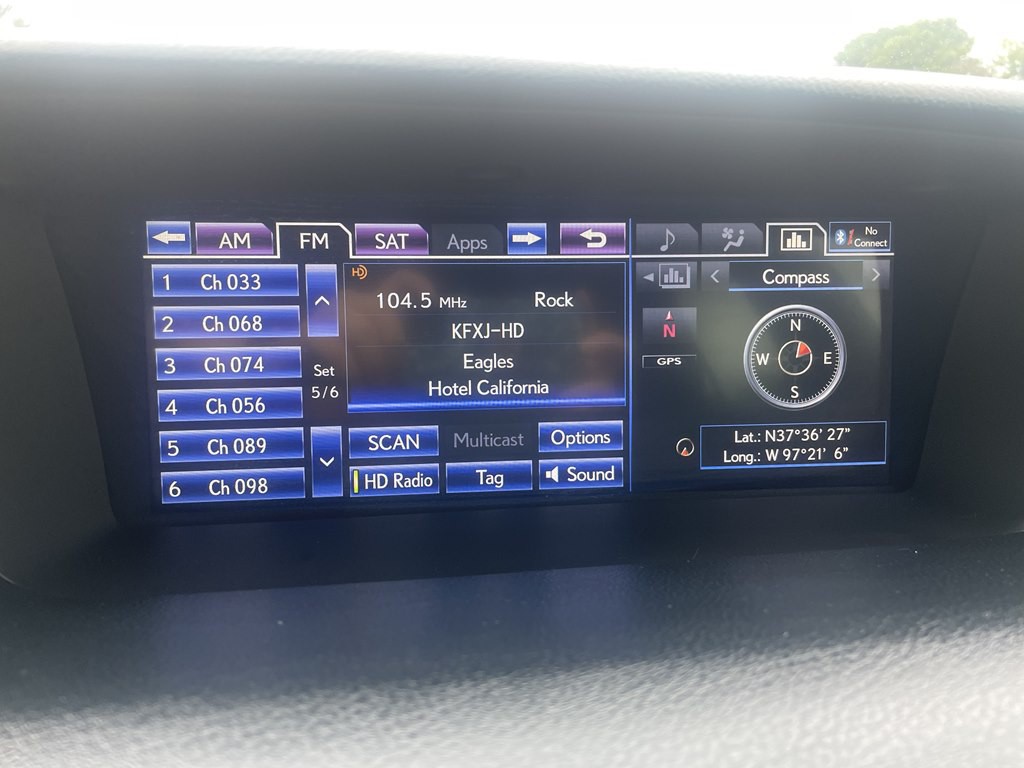 AM FM SAT Apps
No
Connect
1 Ch 033
2 Ch 068
3 Ch 074
4 Ch 056
5 Ch 089
6 Ch 098
Set
5/6
HD
104.5 MHz Rock
KFXJ-HD
Eagles
Hotel California
SCAN Multicast Options
HD Radio Tag Sound
Compass
N
GPS
N
W E
S
Lat.: N37°36' 27"
Long.: W 97°21' 6"